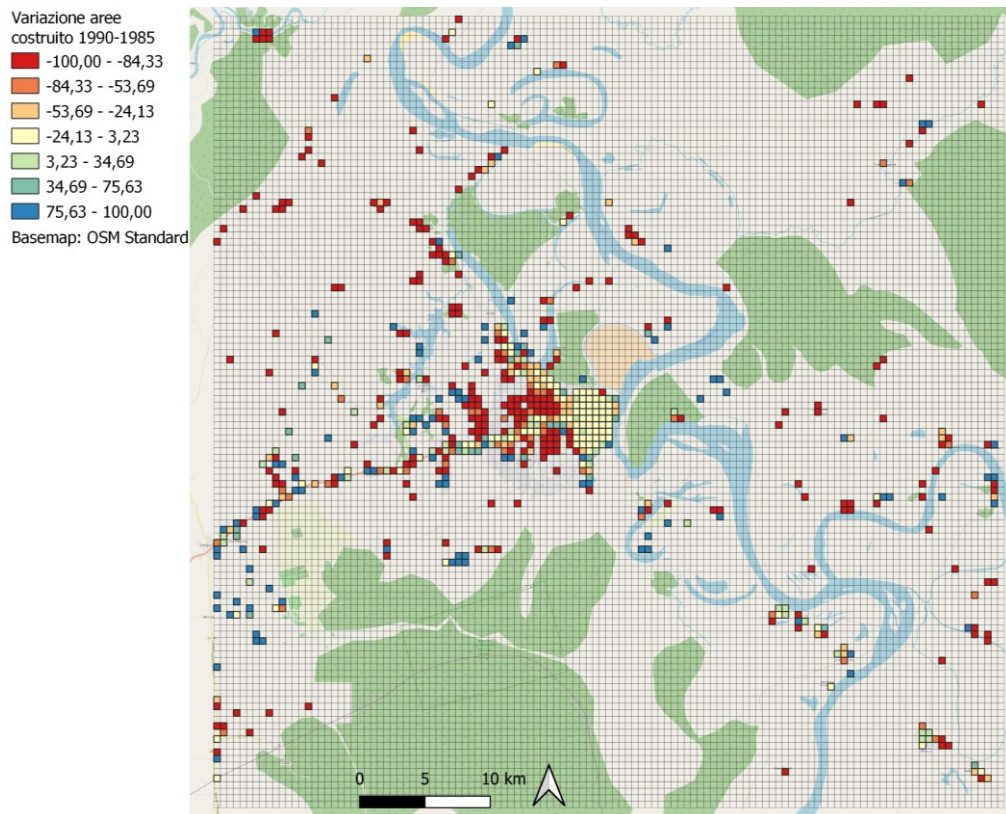 Variazione aree
costruito 1990-1985
-100,00 - -84,33
-84,33 - -53,69
-53,69 - -24,13
-24,13 - 3,23
3,23 - 34,69
34,69 - 75,63
75,63 - 100,00
Basemap: OSM Standard
0 5 10 km